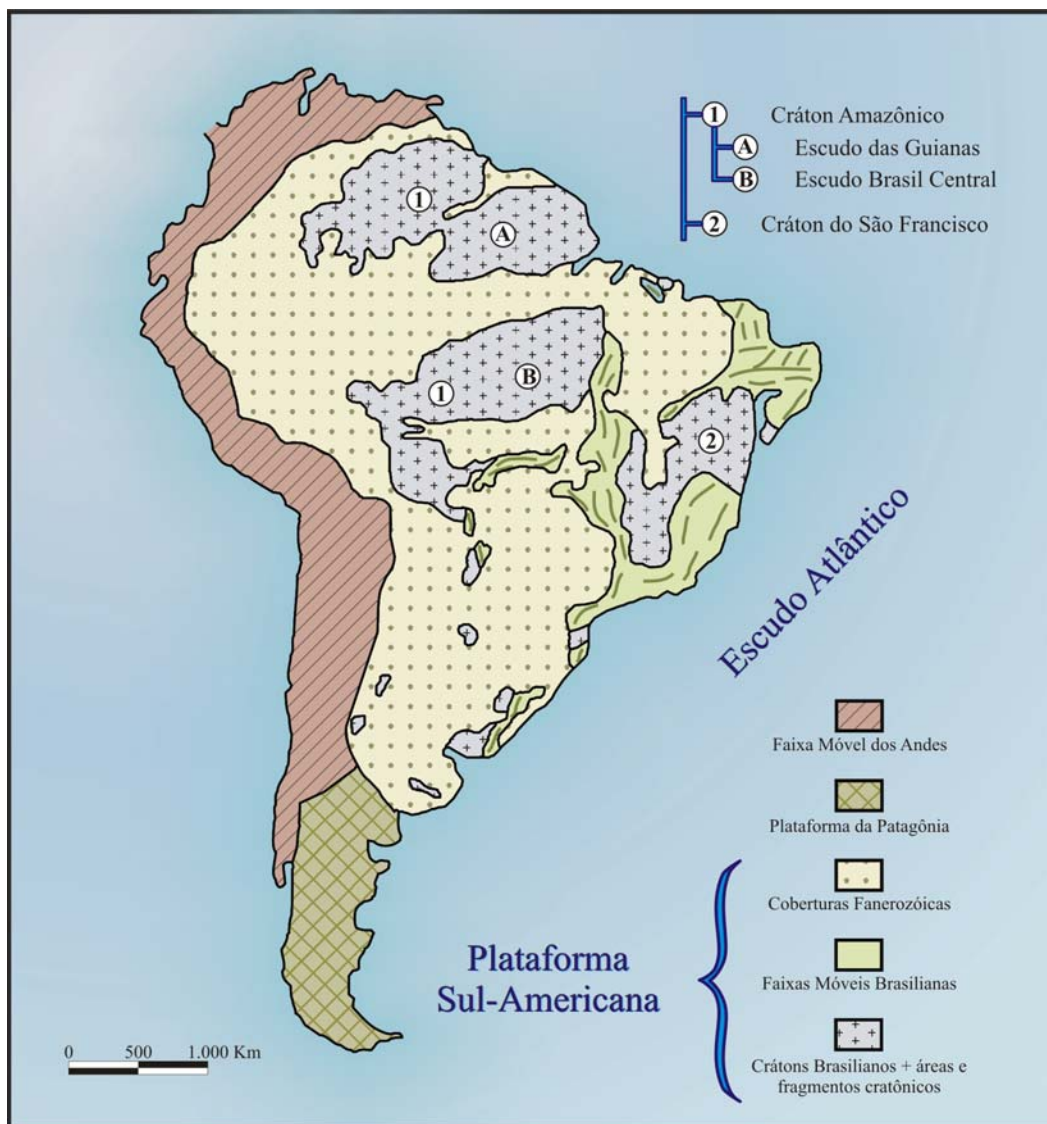 1 Cráton Amazônico
A Escudo das Guianas
B Escudo Brasil Central
2 Cráton do São Francisco
1
A
1
B
2
Escudo Atlântico
Faixa Móvel dos Andes
Plataforma da Patagônia
Coberturas Fanerozóicas
Plataforma
Sul-Americana
Faixas Móveis Brasilianas
Crátons Brasilianos + áreas e
fragmentos cratônicos
0 500 1.000 Km